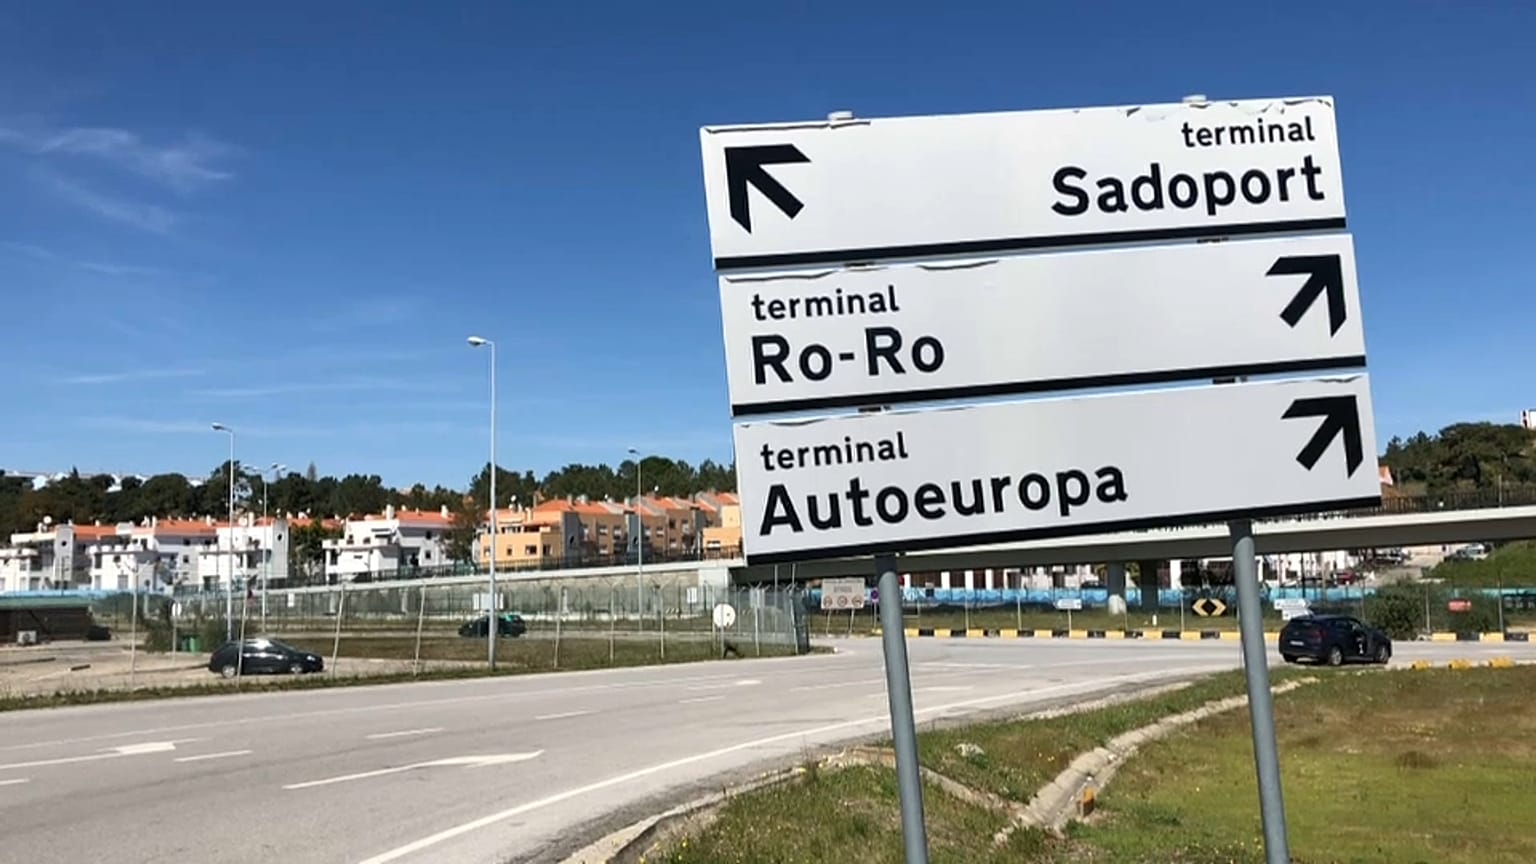 terminal
Sadoport
terminal
Ro-Ro
terminal
Autoeuropa